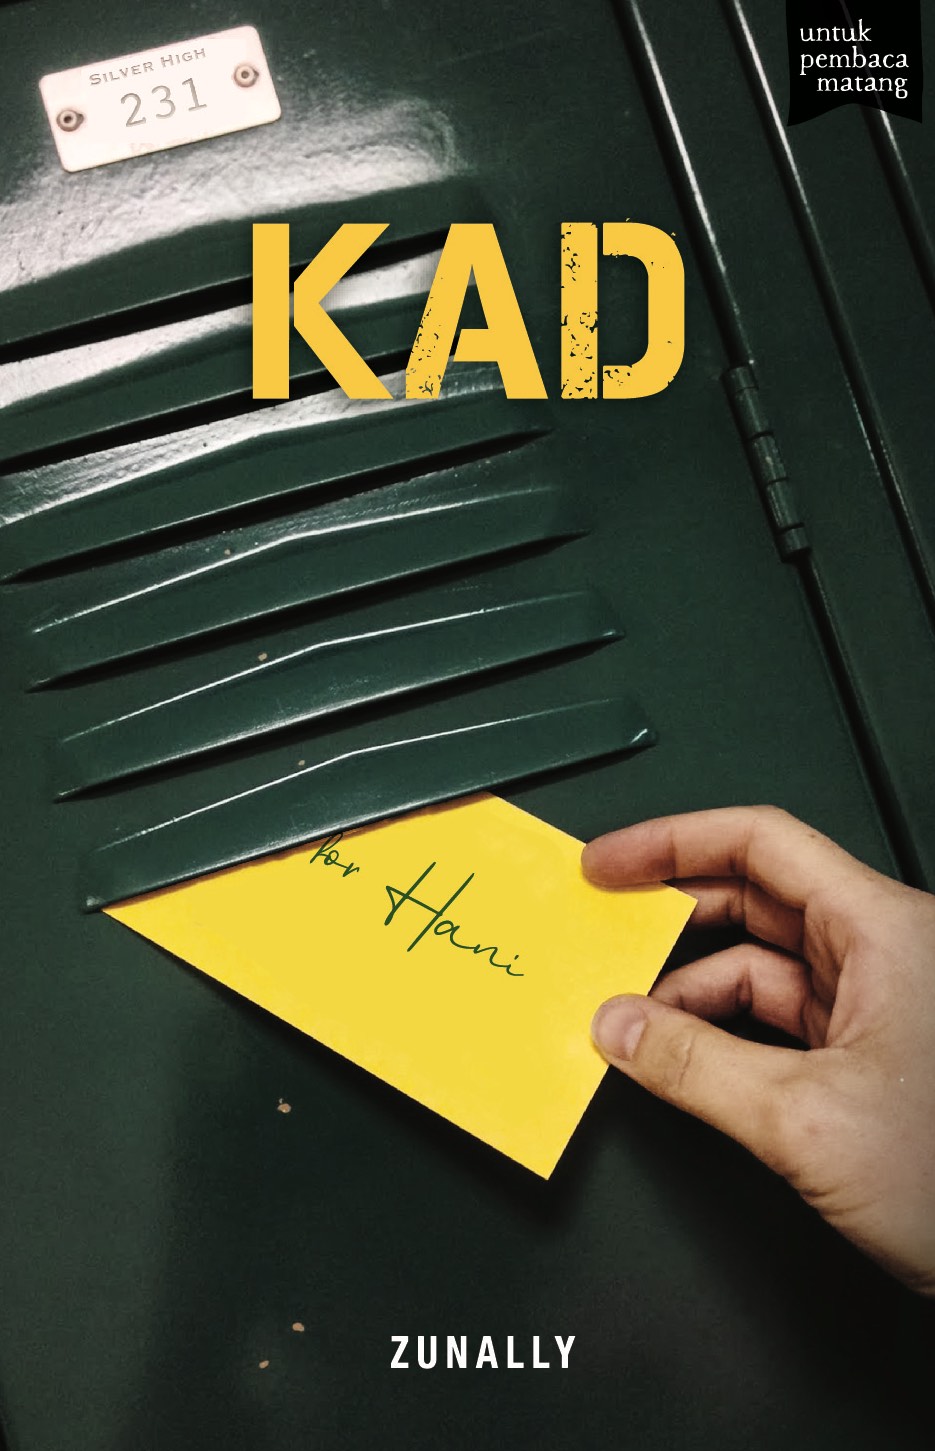 SILVER HIGH
231
untuk
pembaca
matang
KAD
for
Hani
ZUNALLY